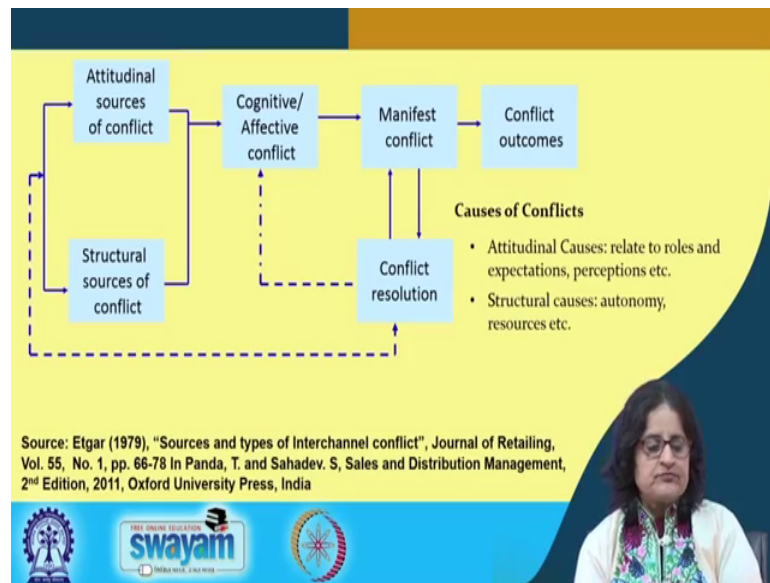 Attitudinal
sources
of conflict
Cognitive/
Affective
conflict
Manifest
conflict
Conflict
outcomes
Structural
sources of
conflict
Conflict
resolution
Causes of Conflicts
• Attitudinal Causes: relate to roles and
expectations, perceptions etc.
• Structural causes: autonomy,
resources etc.
Source: Etgar (1979), “Sources and types of Interchannel conflict”, Journal of Retailing,
Vol. 55, No. 1, pp. 66-78 In Panda, T. and Sahadev. S, Sales and Distribution Management,
2nd Edition, 2011, Oxford University Press, India
FREE ONLINE EDUCATION
swayam